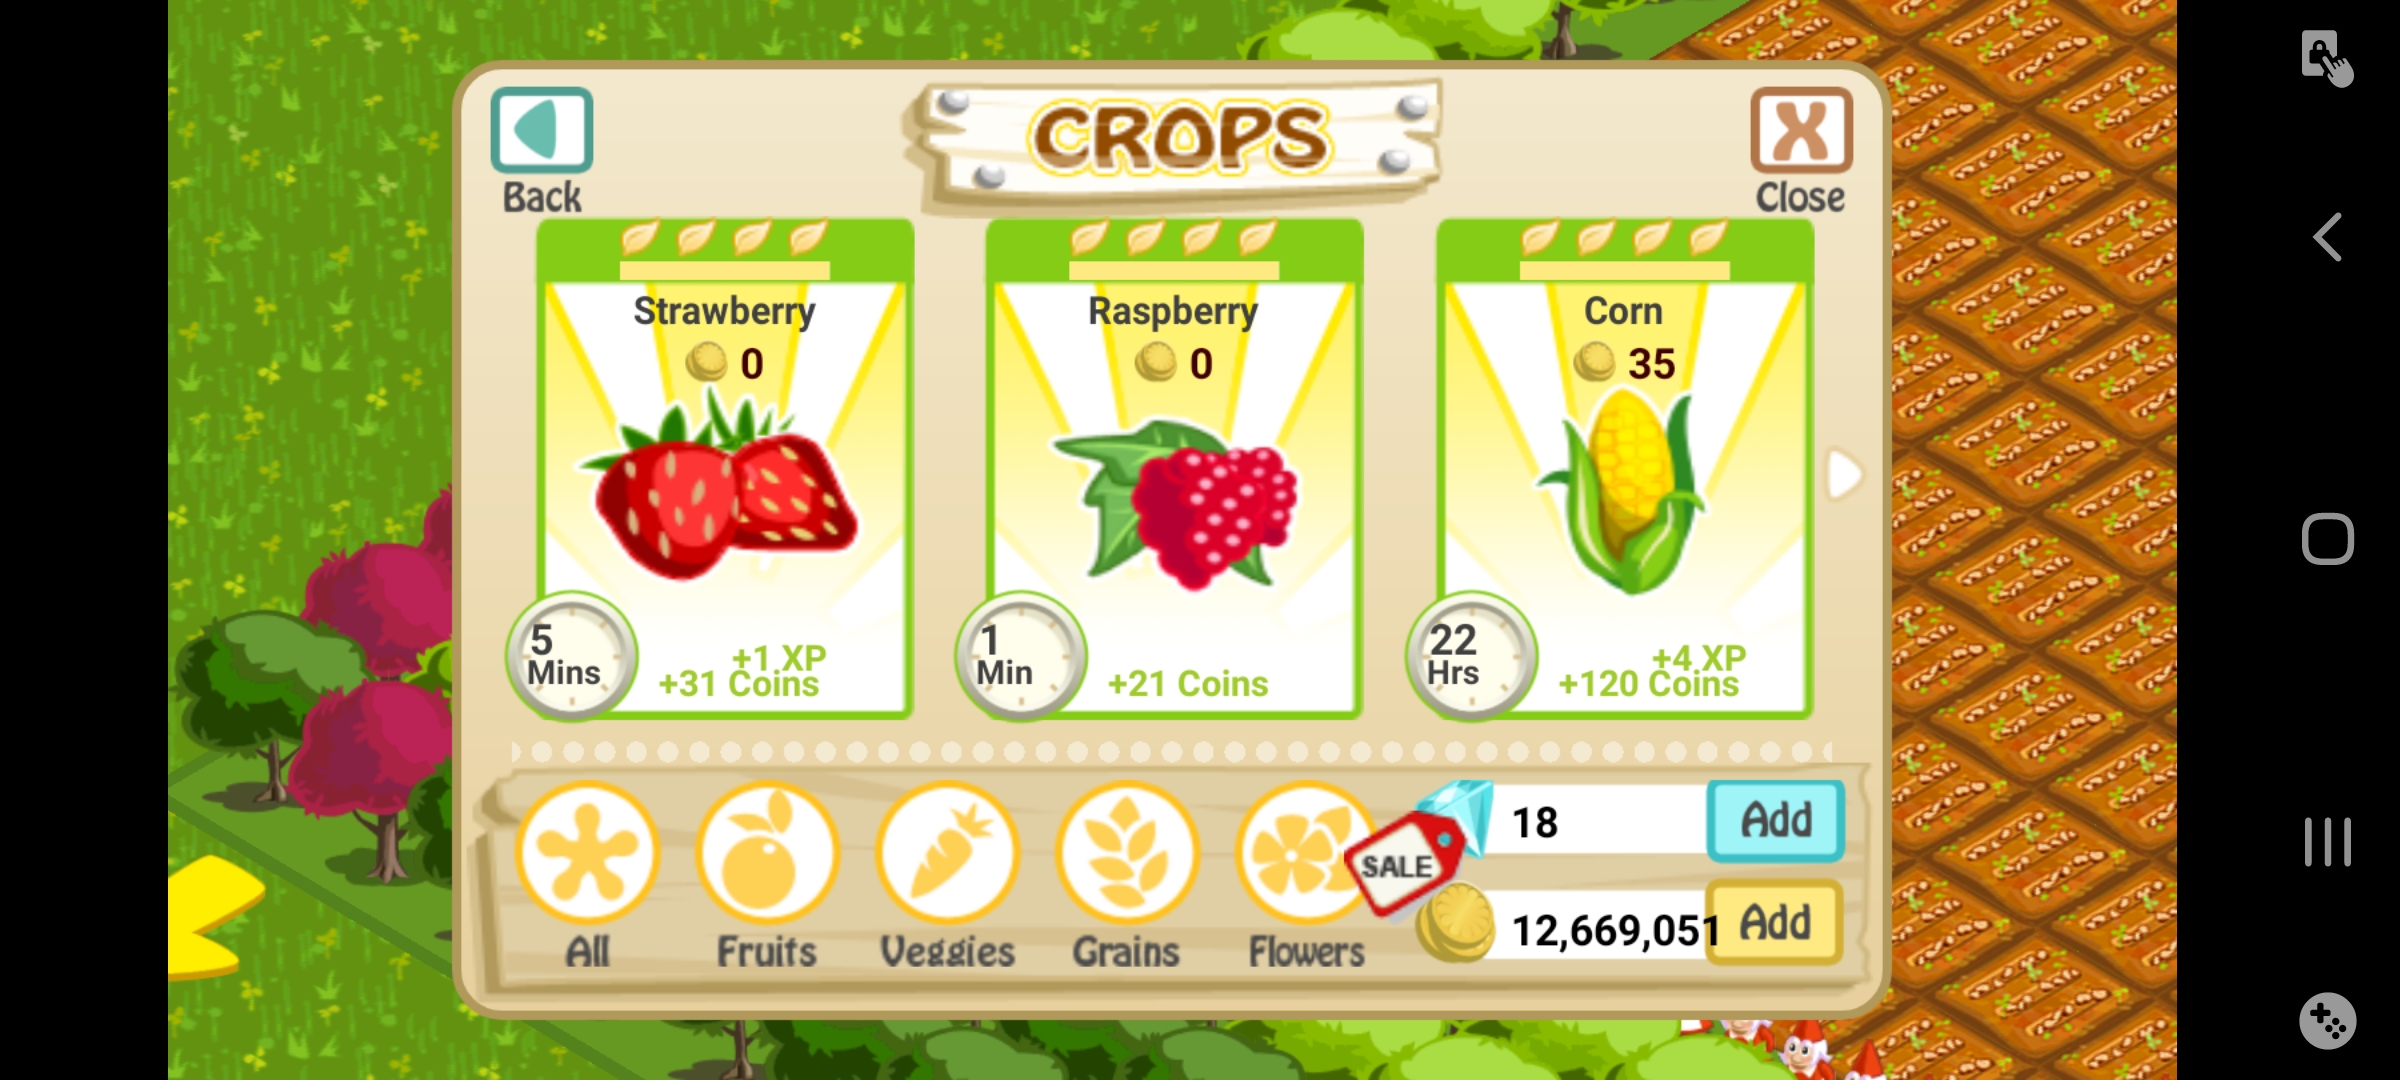 CROPS
Back
Close
Strawberry
0
5
Mins
+1 XP
+31 Coins
Raspberry
0
1
Min
+21 Coins
Corn
35
22
Hrs
+4 XP
+120 Coins
All
Fruits
Veggies
Grains
Flowers
SALE
18
Add
12,669,051
Add